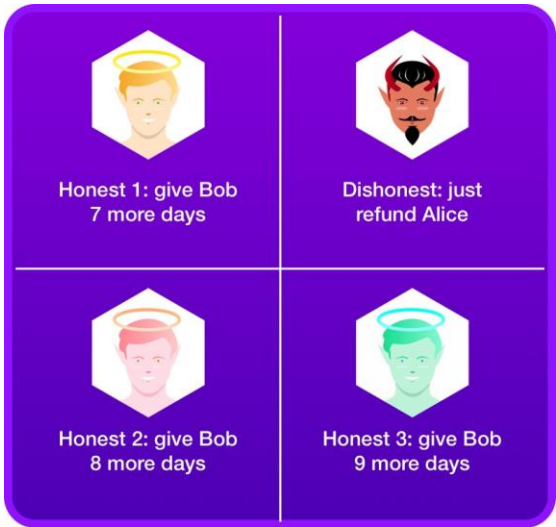 Honest 1: give Bob
7 more days
Dishonest: just
refund Alice
Honest 2: give Bob
8 more days
Honest 3: give Bob
9 more days